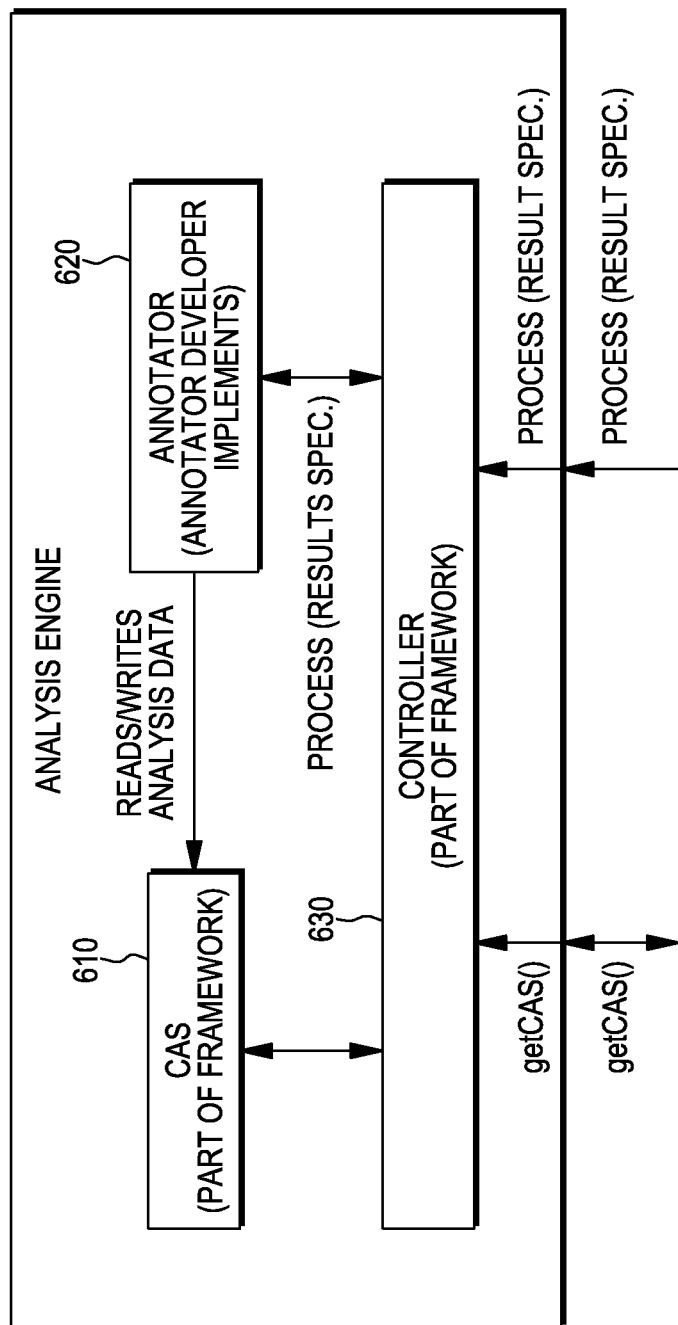 ANALYSIS ENGINE
610
CAS
(PART OF FRAMEWORK)
READS/WRITES
ANALYSIS DATA
620
ANNOTATOR
(ANNOTATOR DEVELOPER
IMPLEMENTS)
PROCESS (RESULTS SPEC.)
630
CONTROLLER
(PART OF FRAMEWORK)
getCAS()
PROCESS (RESULT SPEC.)
getCAS()
PROCESS (RESULT SPEC.)